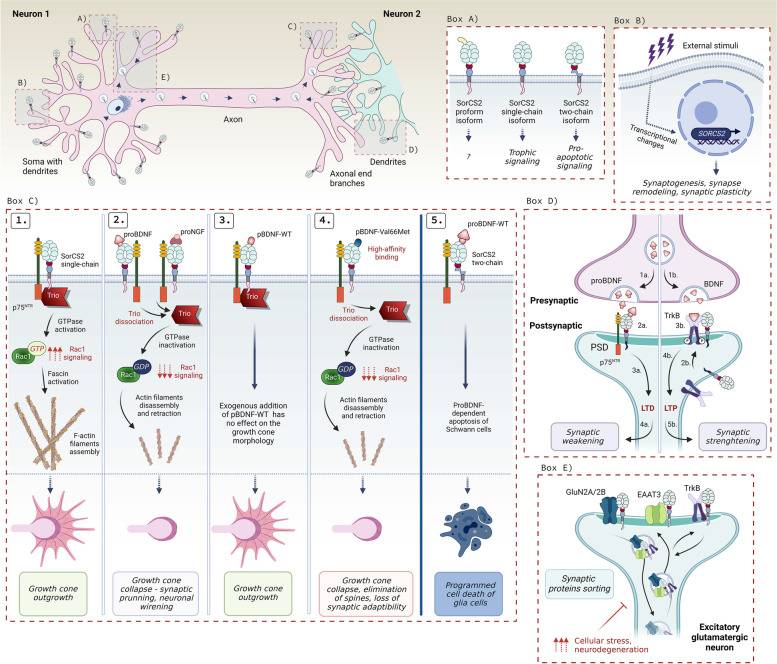 Neuron 1
Neuron 2
A)
B)
C)
D)
E)
Axon
Soma with
dendrites
Axonal end
branches
Dendrites
Box A)
SorCS2
proform
isoform
SorCS2
single-chain
isoform
SorCS2
two-chain
isoform
?
Trophic
signaling
Pro-
apoptotic
signaling
Box B)
External stimuli
Transcriptional
changes
SORCS2
Synaptogenesis, synapse
remodeling, synaptic plasticity
Box C)
1.
SorCS2
single-chain
p75NTR
Trio
GTPase
activation
GTP
Rac1
Rac1
signaling
Fascin
activation
F-actin
filaments
assembly
Growth cone
outgrowth
2.
proBDNF
proNGF
Trio
dissociation
Trio
GTPase
inactivation
GDP
Rac1
Rac1
signaling
Actin filaments
disassembly
and retraction
Growth cone
collapse - synaptic
prunning, neuronal
wirening
3.
pBDNF-WT
Trio
Exogenous addition
of pBDNF-WT has
no effect on the
growth cone
morphology
Growth cone
outgrowth
4.
pBDNF-Val66Met
High-affinity
binding
Trio
dissociation
Trio
GTPase
inactivation
GDP
Rac1
Rac1
signaling
Actin filaments
disassembly
and retraction
Growth cone
collapse, elimination
of spines, loss of
synaptic adaptibility
5.
proBDNF-WT
SorCS2
two-chain
ProBDNF-
dependent
apoptosis of
Schwann cells
Programmed
cell death of
glia cells
Box D)
1a.
1b.
proBDNF
BDNF
Presynaptic
Postsynaptic
2a.
TrkB
3b.
PSD
p75NTR
4b.
2b.
3a.
LTD
LTP
4a.
5b.
Synaptic
weakening
Synaptic
strenghtening
Box E)
GluN2A/2B
EAAT3
TrkB
Synaptic
proteins sorting
Cellular stress,
neurodegeneration
Excitatory
glutamatergic
neuron